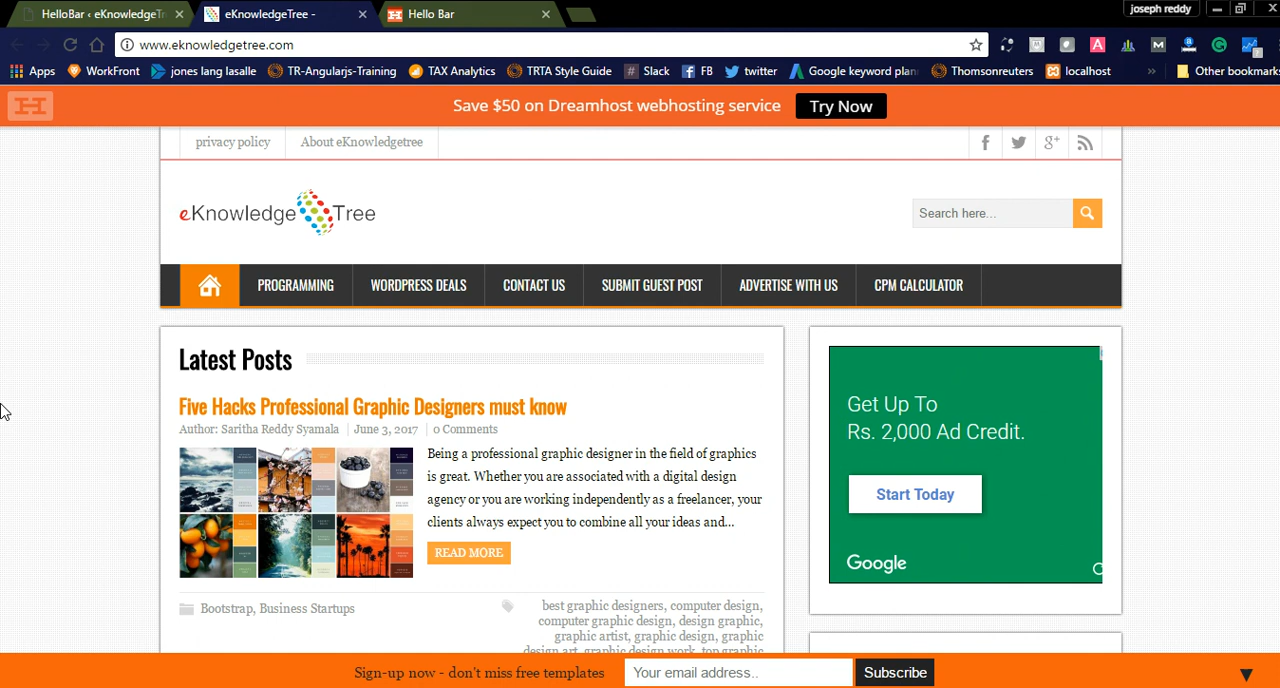 HelloBar ‹ eKnowledgeTr
eKnowledgeTree -
Hello Bar
joseph reddy
www.eknowledgetree.com
Apps
WorkFront
jones lang lasalle
TR-Angularjs-Training
TAX Analytics
TRTA Style Guide
Slack
FB
twitter
Google keyword plan
Thomsonreuters
localhost
»
Other bookmarks
Save $50 on Dreamhost webhosting service
Try Now
privacy policy
About eKnowledgetree
eKnowledge Tree
Search here...
PROGRAMMING
WORDPRESS DEALS
CONTACT US
SUBMIT GUEST POST
ADVERTISE WITH US
CPM CALCULATOR
Latest Posts
Five Hacks Professional Graphic Designers must know
Author: Saritha Reddy Syamala
June 3, 2017
0 Comments
Being a professional graphic designer in the field of graphics
is great. Whether you are associated with a digital design
agency or you are working independently as a freelancer, your
clients always expect you to combine all your ideas and...
READ MORE
Bootstrap, Business Startups
best graphic designers, computer design,
computer graphic design, design graphic,
graphic artist, graphic design, graphic
design art, graphic design work, top graphic
Get Up To
Rs. 2,000 Ad Credit.
Start Today
Google
Sign-up now - don't miss free templates
Your email address..
Subscribe